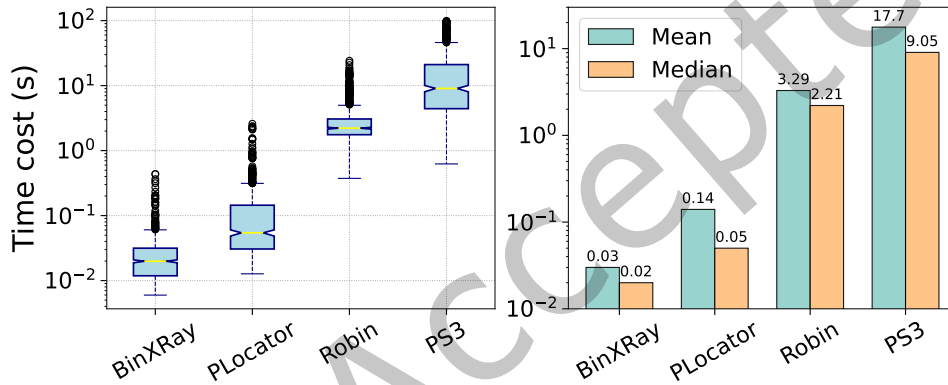 Time cost (s)
10²
10¹
10⁰
10⁻¹
10⁻²
BinXRay
PLocator
Robin
PS3
Mean
Median
10¹
10⁰
10⁻¹
10⁻²
0.03
0.02
0.14
0.05
3.29
2.21
17.7
9.05
BinXRay
PLocator
Robin
PS3
Accepte